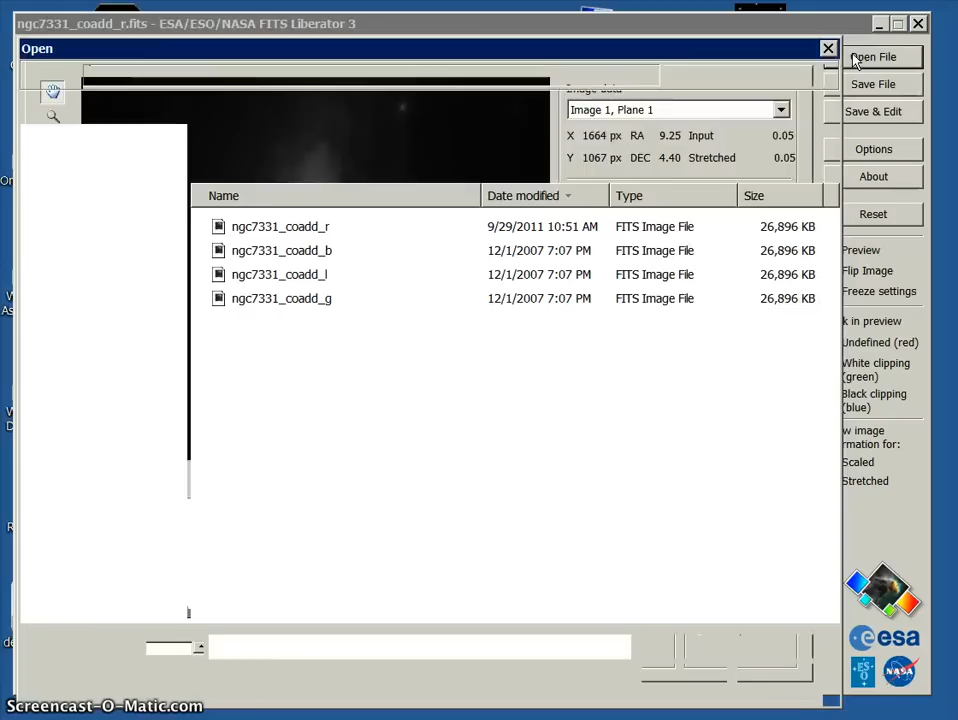 ngc7331_coadd_r.fits - ESA/ESO/NASA FITS Liberator 3
Open
Open File
Save File
Save & Edit
Options
About
Reset
Preview
Flip Image
Freeze settings
k in preview
Undefined (red)
White clipping
(green)
Black clipping
(blue)
w image
rmation for:
Scaled
Stretched
Image 1, Plane 1
X 1664 px RA 9.25 Input 0.05
Y 1067 px DEC 4.40 Stretched 0.05
Name Date modified Type Size
ngc7331_coadd_r 9/29/2011 10:51 AM FITS Image File 26,896 KB
ngc7331_coadd_b 12/1/2007 7:07 PM FITS Image File 26,896 KB
ngc7331_coadd_l 12/1/2007 7:07 PM FITS Image File 26,896 KB
ngc7331_coadd_g 12/1/2007 7:07 PM FITS Image File 26,896 KB
esa
ESO
NASA
Screencast-O-Matic.com